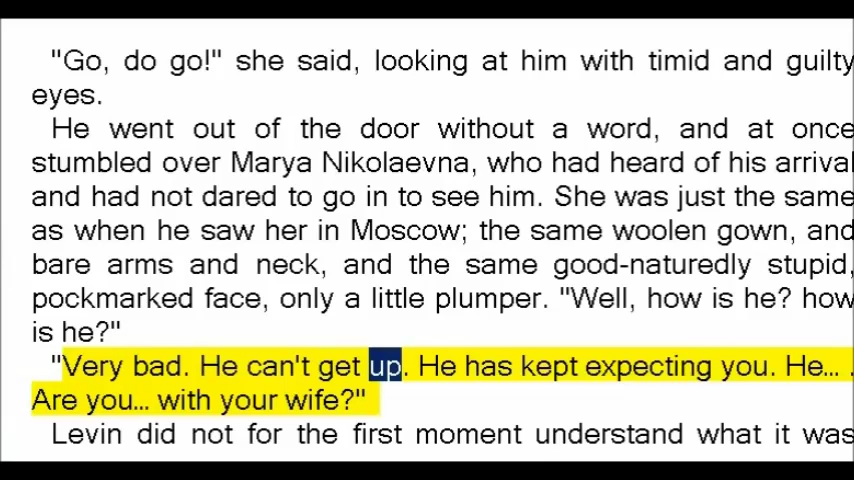 "Go, do go!" she said, looking at him with timid and guilty
eyes.
He went out of the door without a word, and at once
stumbled over Marya Nikolaevna, who had heard of his arrival
and had not dared to go in to see him. She was just the same
as when he saw her in Moscow; the same woolen gown, and
bare arms and neck, and the same good-naturedly stupid,
pockmarked face, only a little plumper. "Well, how is he? how
is he?"
"Very bad. He can't get up. He has kept expecting you. He... .
Are you... with your wife?"
Levin did not for the first moment understand what it was